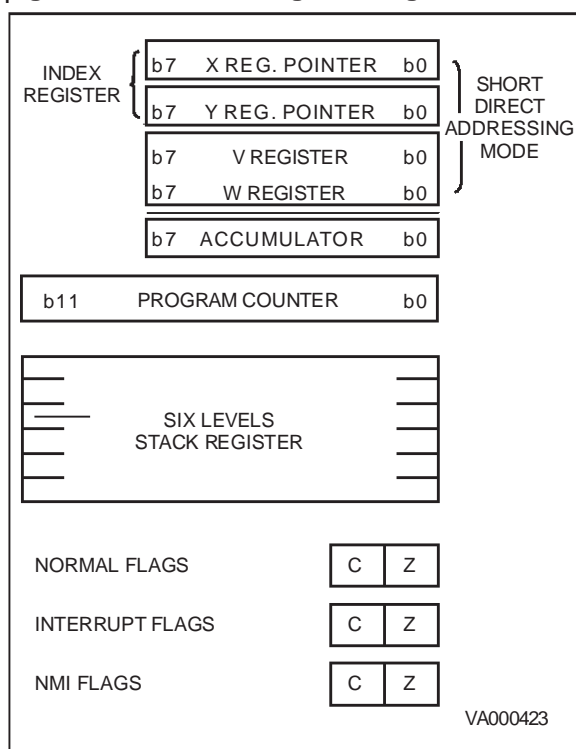 INDEX
REGISTER
b7 X REG. POINTER b0
b7 Y REG. POINTER b0
b7 V REGISTER b0
b7 W REGISTER b0
SHORT
DIRECT
ADDRESSING
MODE
b7 ACCUMULATOR b0
b11 PROGRAM COUNTER b0
SIX LEVELS
STACK REGISTER
NORMAL FLAGS C Z
INTERRUPT FLAGS C Z
NMI FLAGS C Z
VA000423